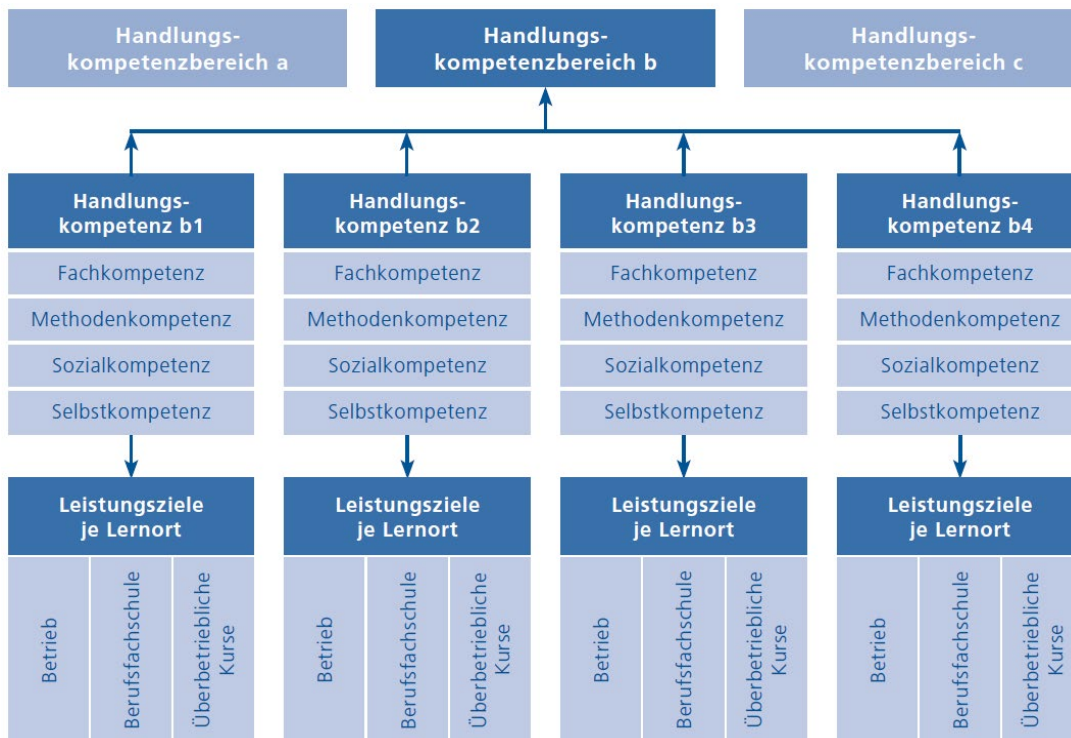 Handlungs-
kompetenzbereich a
Handlungs-
kompetenzbereich b
Handlungs-
kompetenzbereich c
Handlungs-
kompetenz b1
Fachkompetenz
Methodenkompetenz
Sozialkompetenz
Selbstkompetenz
Leistungsziele
je Lernort
Betrieb
Berufsfachschule
Überbetriebliche
Kurse
Handlungs-
kompetenz b2
Fachkompetenz
Methodenkompetenz
Sozialkompetenz
Selbstkompetenz
Leistungsziele
je Lernort
Betrieb
Berufsfachschule
Überbetriebliche
Kurse
Handlungs-
kompetenz b3
Fachkompetenz
Methodenkompetenz
Sozialkompetenz
Selbstkompetenz
Leistungsziele
je Lernort
Betrieb
Berufsfachschule
Überbetriebliche
Kurse
Handlungs-
kompetenz b4
Fachkompetenz
Methodenkompetenz
Sozialkompetenz
Selbstkompetenz
Leistungsziele
je Lernort
Betrieb
Berufsfachschule
Überbetriebliche
Kurse